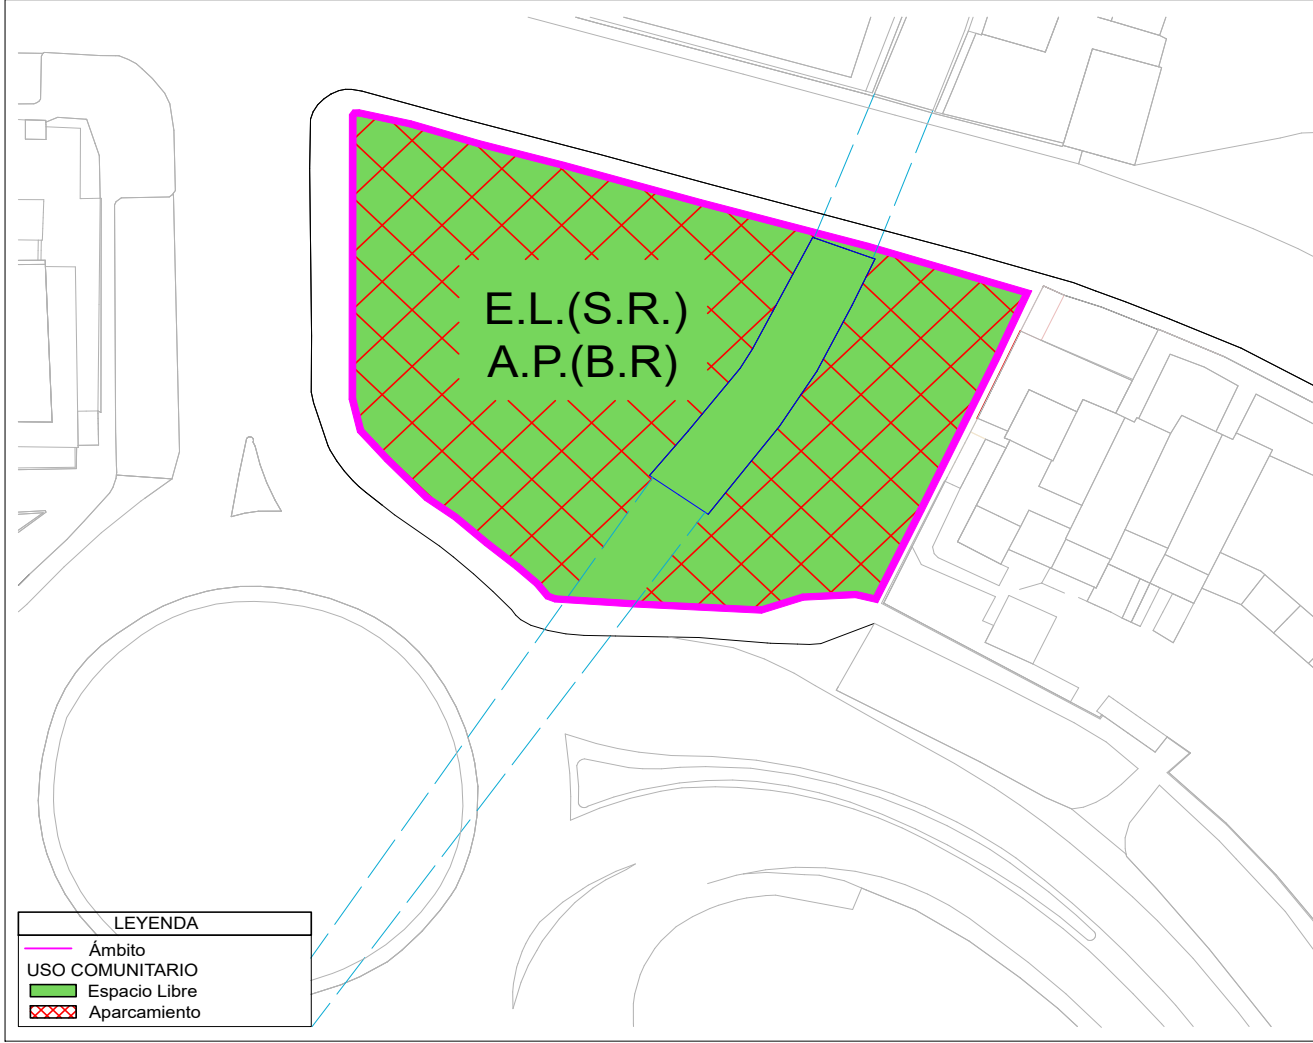 E.L.(S.R.)
A.P.(B.R)
LEYENDA
Ámbito
USO COMUNITARIO
Espacio Libre
Aparcamiento